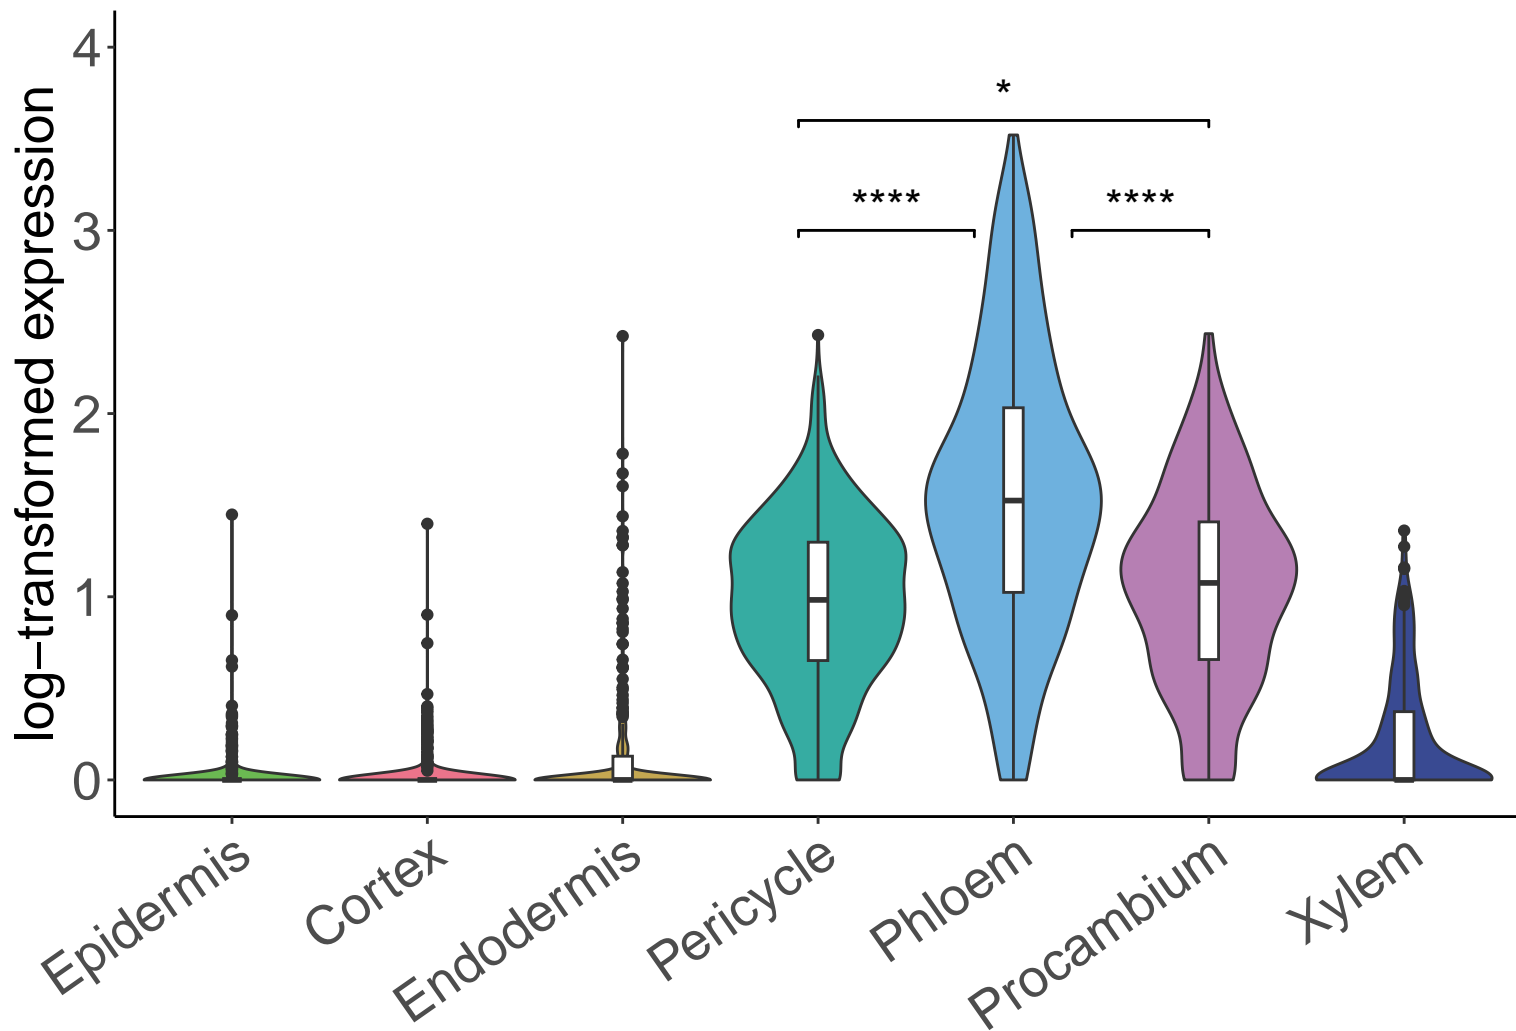 log−transformed expression
4
3
2
1
0
*
****
****
Epidermis
Cortex
Endodermis
Pericycle
Phloem
Procambium
Xylem